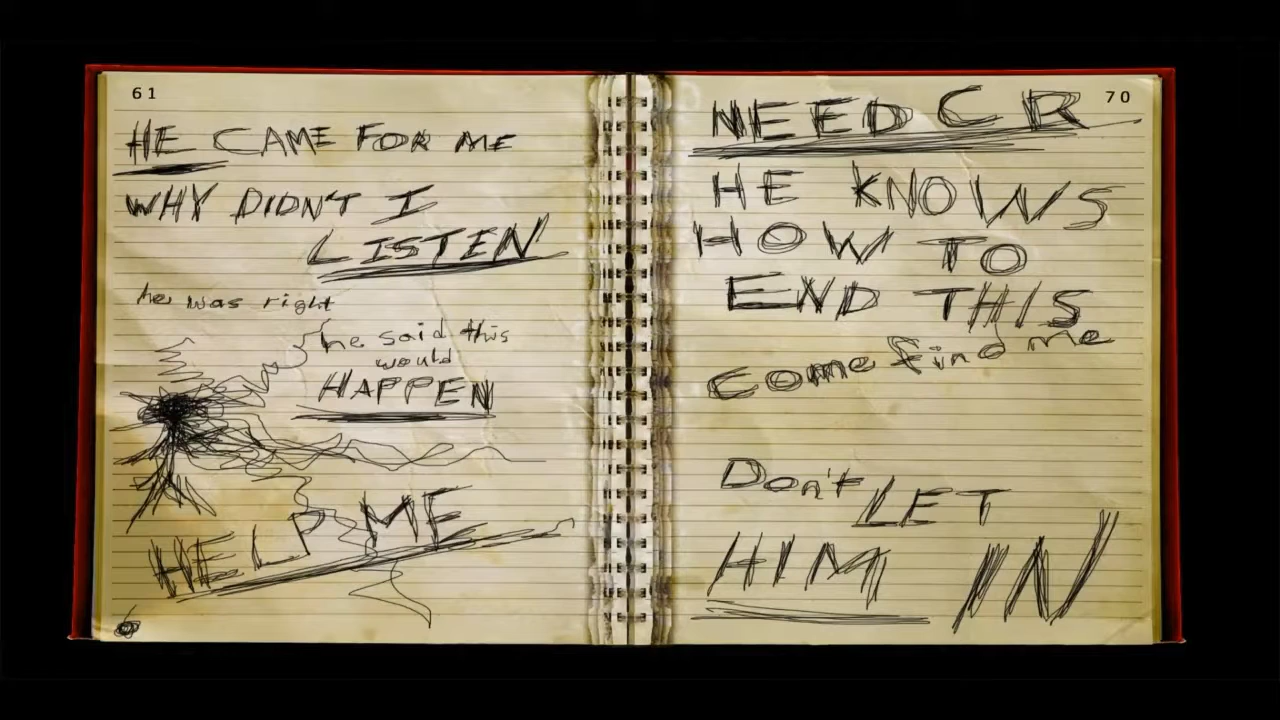 61
HE CAME FOR ME
WHY DIDN'T I
LISTEN
he was right
he said this
would
HAPPEN
HELP ME
70
NEED C R
HE KNOWS
HOW TO
END THIS
come find me
Don't LET
HIM IN